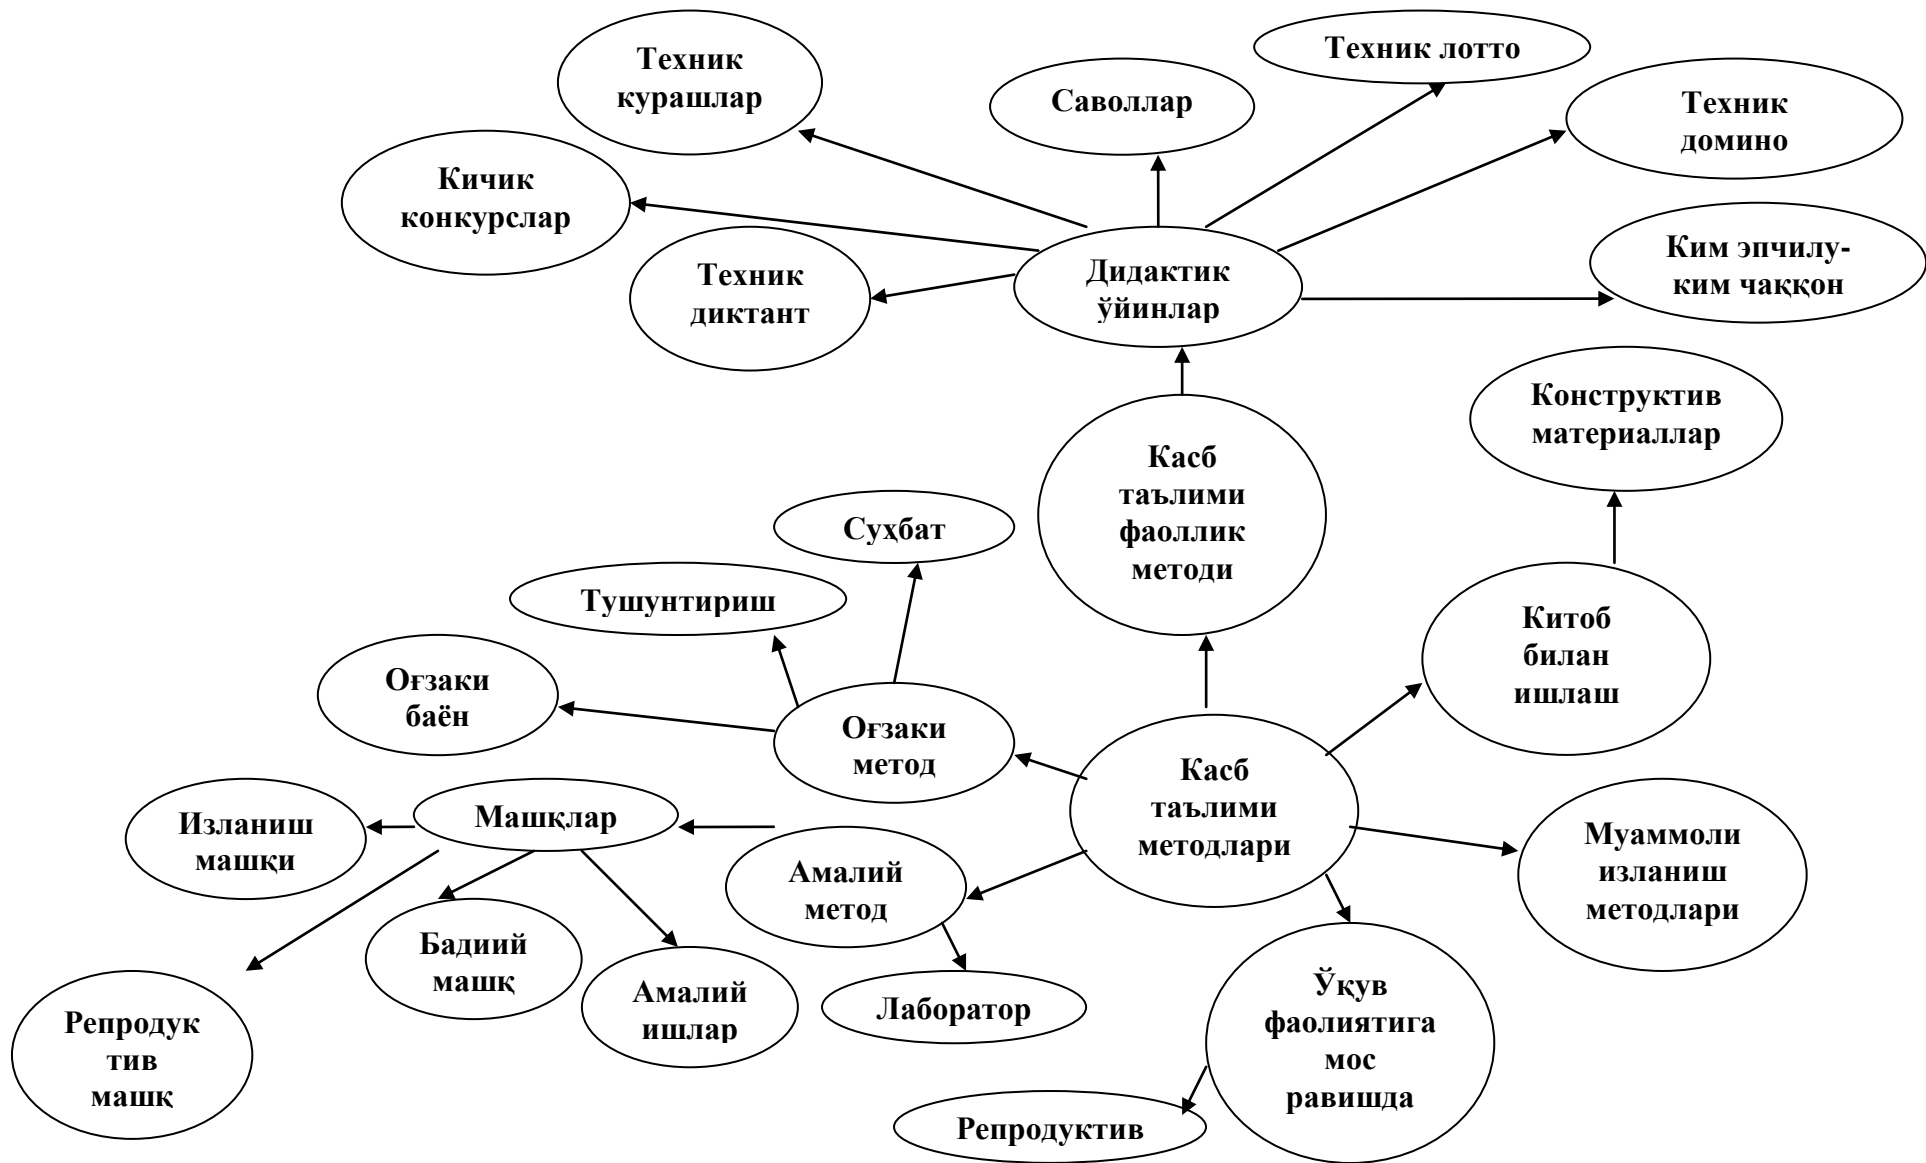 Техник
курашлар
Саволлар
Техник лотто
Техник
домино
Кичик
конкурслар
Техник
диктант
Дидактик
ўйинлар
Ким эпчилу-
ким чаққон
Конструктив
материаллар
Касб
таълими
фаоллик
методи
Суҳбат
Тушунтириш
Оғзаки
баён
Оғзаки
метод
Китоб
билан
ишлаш
Касб
таълими
методлари
Изланиш
машқи
Машқлар
Амалий
метод
Муаммоли
изланиш
методлари
Бадиий
машқ
Амалий
ишлар
Лаборатор
Ўқув
фаолиятига
мос
равишда
Репродук
тив
машқ
Репродуктив